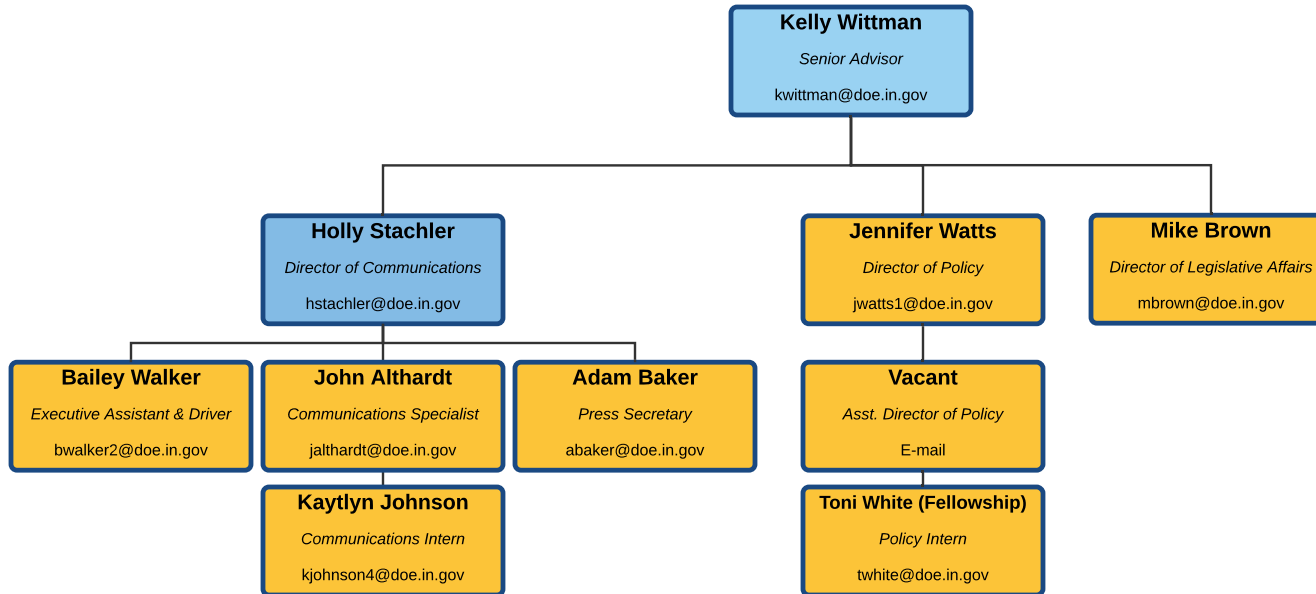 Kelly Wittman
Senior Advisor
kwittman@doe.in.gov
Holly Stachler
Director of Communications
hstachler@doe.in.gov
Jennifer Watts
Director of Policy
jwatts1@doe.in.gov
Mike Brown
Director of Legislative Affairs
mbrown@doe.in.gov
Bailey Walker
Executive Assistant & Driver
bwalker2@doe.in.gov
John Althardt
Communications Specialist
jalthardt@doe.in.gov
Adam Baker
Press Secretary
abaker@doe.in.gov
Vacant
Asst. Director of Policy
E-mail
Kaytlyn Johnson
Communications Intern
kjohnson4@doe.in.gov
Toni White (Fellowship)
Policy Intern
twhite@doe.in.gov